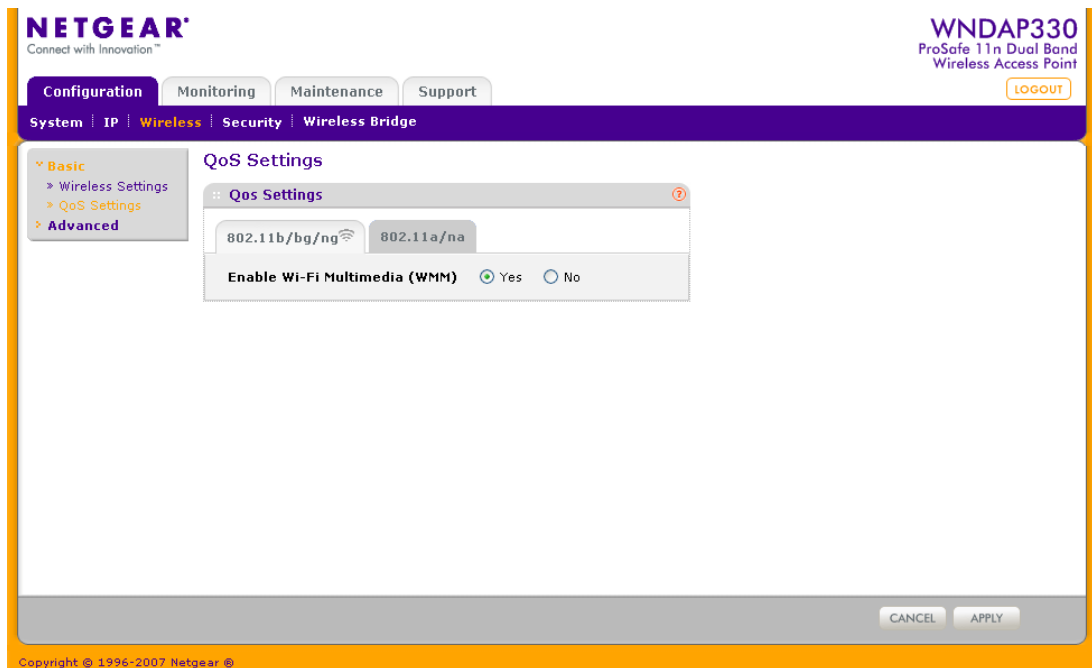 NETGEAR®
Connect with Innovation™
WNDAP330
ProSafe 11n Dual Band
Wireless Access Point
Configuration Monitoring Maintenance Support LOGOUT
System IP Wireless Security Wireless Bridge
Basic
» Wireless Settings
» QoS Settings
Advanced
QoS Settings
Qos Settings ?
802.11b/bg/ng 802.11a/na
Enable Wi-Fi Multimedia (WMM) Yes No
CANCEL APPLY
Copyright © 1996-2007 Netgear ®